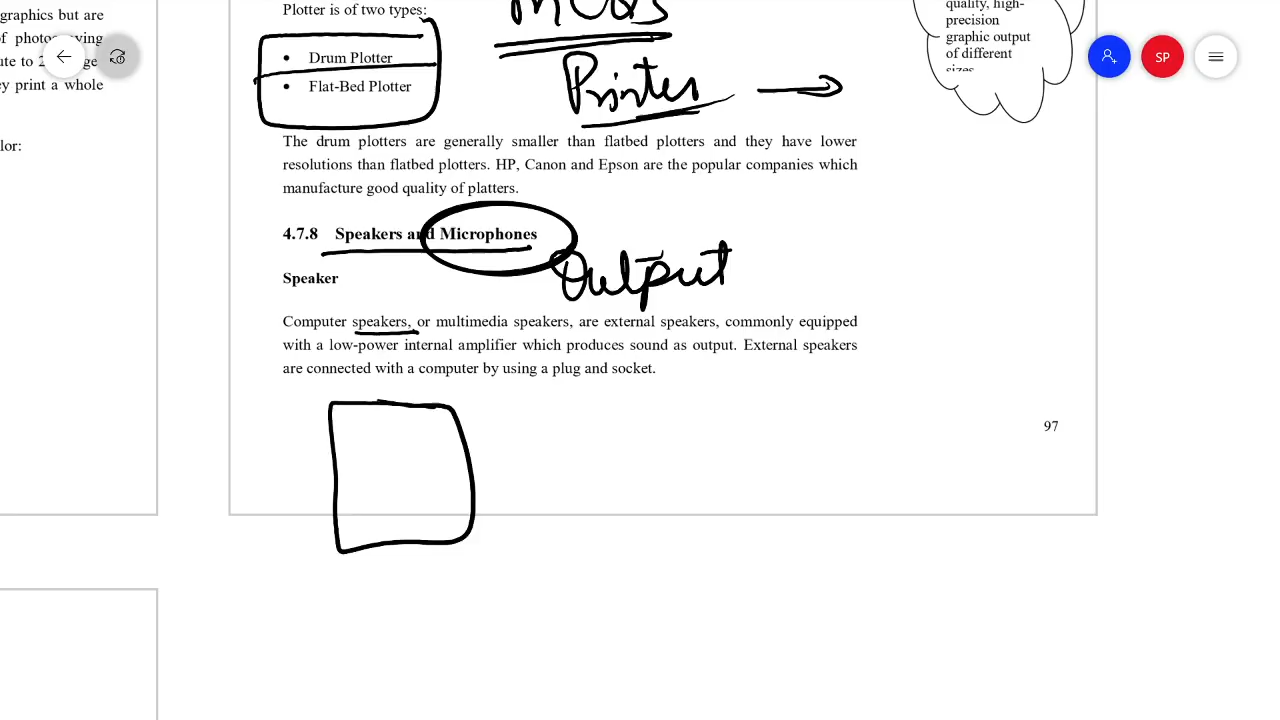 graphics but are
of photo
ute to 2
ey print a whole
lor:
Plotter is of two types:
• Drum Plotter
• Flat-Bed Plotter
MCQs
Printer
quality, high-
precision
graphic output
of different
sizes
SP
The drum plotters are generally smaller than flatbed plotters and they have lower
resolutions than flatbed plotters. HP, Canon and Epson are the popular companies which
manufacture good quality of platters.
4.7.8 Speakers and Microphones
Output
Speaker
Computer speakers, or multimedia speakers, are external speakers, commonly equipped
with a low-power internal amplifier which produces sound as output. External speakers
are connected with a computer by using a plug and socket.
97